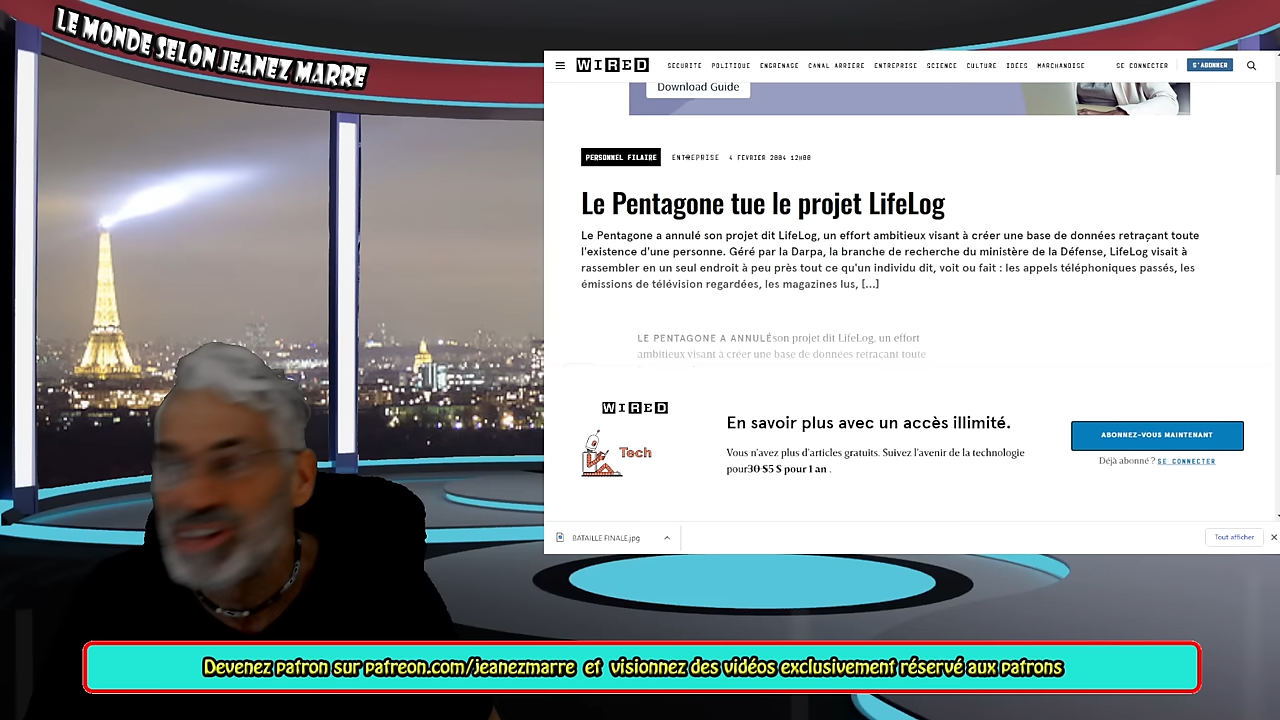 LE MONDE SELON JEANEZ MARRE
WIRED SÉCURITÉ POLITIQUE ENGRENAGE CANAL ARRIÈRE ENTREPRISE SCIENCE CULTURE IDÉES MARCHANDISE SE CONNECTER S'ABONNER
Download Guide
PERSONNEL FILAIRE ENTREPRISE 4 FÉVRIER 2004 12H00
Le Pentagone tue le projet LifeLog
Le Pentagone a annulé son projet dit LifeLog, un effort ambitieux visant à créer une base de données retraçant toute
l'existence d'une personne. Géré par la Darpa, la branche de recherche du ministère de la Défense, LifeLog visait à
rassembler en un seul endroit à peu près tout ce qu'un individu dit, voit ou fait : les appels téléphoniques passés, les
émissions de télévision regardées, les magazines lus, [...]
LE PENTAGONE A ANNULÉ son projet dit LifeLog, un effort
ambitieux visant à créer une base de données retraçant toute
WIRED
Tech
En savoir plus avec un accès illimité.
Vous n'avez plus d'articles gratuits. Suivez l'avenir de la technologie
pour30 $5 $ pour 1 an .
ABONNEZ-VOUS MAINTENANT
Déjà abonné ? SE CONNECTER
BATAILLE FINALE.jpg
Tout afficher
Devenez patron sur patreon.com/jeanezmarre et visionnez des vidéos exclusivement réservé aux patrons